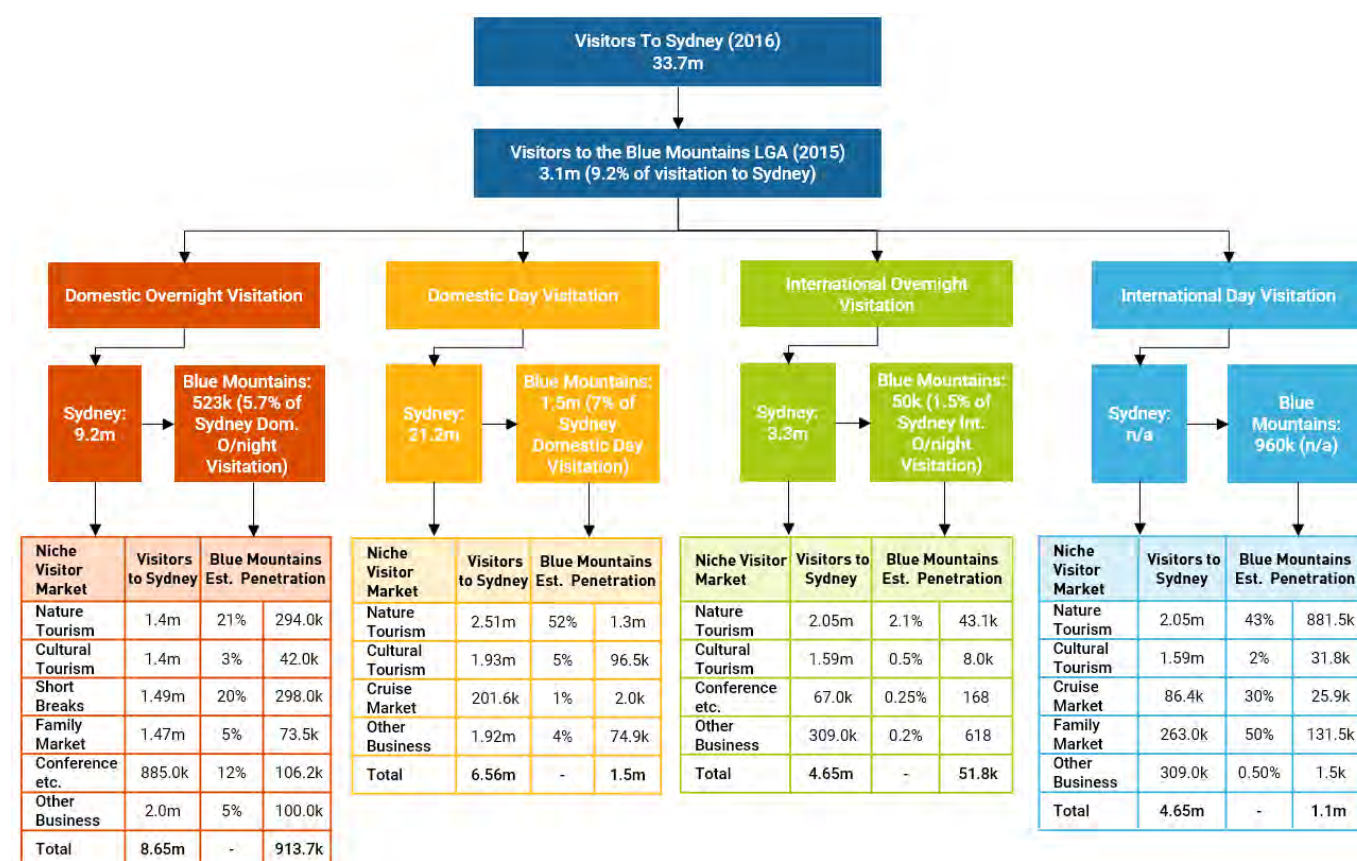 Visitors To Sydney (2016)
33.7m
Visitors to the Blue Mountains LGA (2015)
3.1m (9.2% of visitation to Sydney)
Domestic Overnight Visitation
Sydney:
9.2m
Blue Mountains:
523k (5.7% of
Sydney Dom.
O/night
Visitation)
Niche
Visitor
Market
Visitors
to Sydney
Blue Mountains
Est. Penetration
Nature
Tourism
1.4m
21%
294.0k
Cultural
Tourism
1.4m
3%
42.0k
Short
Breaks
1.49m
20%
298.0k
Family
Market
1.47m
5%
73.5k
Conference
etc.
885.0k
12%
106.2k
Other
Business
2.0m
5%
100.0k
Total
8.65m
-
913.7k
Domestic Day Visitation
Sydney:
21.2m
Blue Mountains:
1.5m (7% of
Sydney
Domestic Day
Visitation)
Niche
Visitor
Market
Visitors
to Sydney
Blue Mountains
Est. Penetration
Nature
Tourism
2.51m
52%
1.3m
Cultural
Tourism
1.93m
5%
96.5k
Cruise
Market
201.6k
1%
2.0k
Other
Business
1.92m
4%
74.9k
Total
6.56m
-
1.5m
International Overnight
Visitation
Sydney:
3.3m
Blue Mountains:
50k (1.5% of
Sydney Int.
O/night
Visitation)
Niche Visitor
Market
Visitors to
Sydney
Blue Mountains
Est. Penetration
Nature
Tourism
2.05m
2.1%
43.1k
Cultural
Tourism
1.59m
0.5%
8.0k
Conference
etc.
67.0k
0.25%
168
Other
Business
309.0k
0.2%
618
Total
4.65m
-
51.8k
International Day Visitation
Sydney:
n/a
Blue
Mountains:
960k (n/a)
Niche
Visitor
Market
Visitors to
Sydney
Blue Mountains
Est. Penetration
Nature
Tourism
2.05m
43%
881.5k
Cultural
Tourism
1.59m
2%
31.8k
Cruise
Market
86.4k
30%
25.9k
Family
Market
263.0k
50%
131.5k
Other
Business
309.0k
0.50%
1.5k
Total
4.65m
-
1.1m